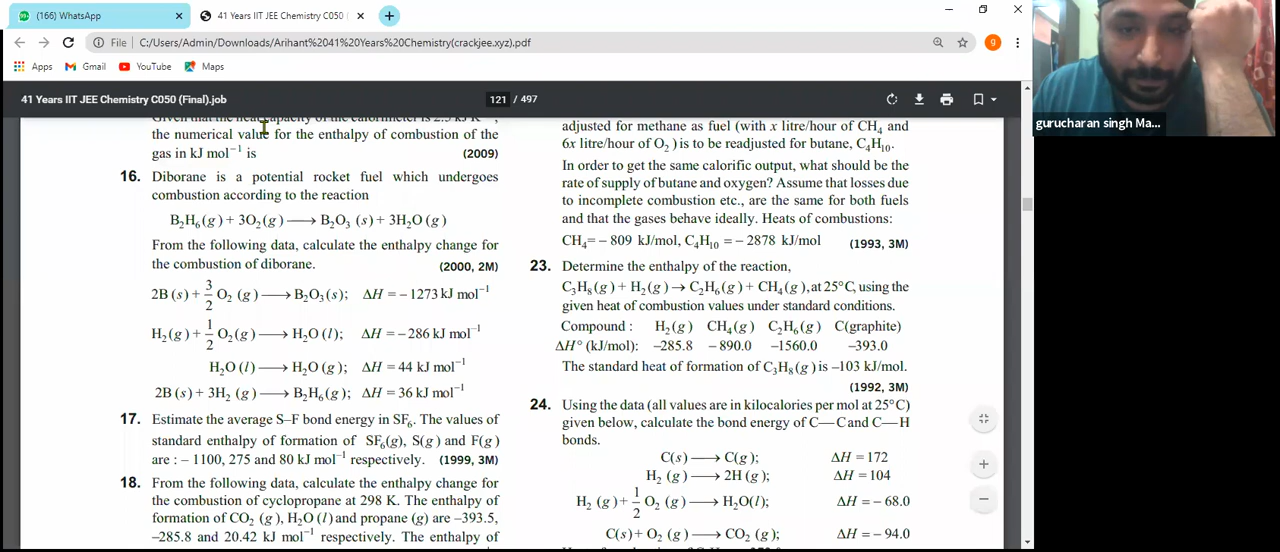 (166) WhatsApp
41 Years IIT JEE Chemistry C050
File C:/Users/Admin/Downloads/Arihant%2041%20Years%20Chemistry(crackjee.xyz).pdf
g
Apps Gmail YouTube Maps
41 Years IIT JEE Chemistry C050 (Final).job
121 / 497
Given that the heat capacity of the calorimeter is 2.5 kJ K⁻¹,
the numerical value for the enthalpy of combustion of the
gas in kJ mol⁻¹ is (2009)
16. Diborane is a potential rocket fuel which undergoes
combustion according to the reaction
B₂H₆(g) + 3O₂(g) ⟶ B₂O₃ (s) + 3H₂O (g)
From the following data, calculate the enthalpy change for
the combustion of diborane. (2000, 2M)
2B (s) + 3/2 O₂ (g) ⟶ B₂O₃(s); ΔH = – 1273 kJ mol⁻¹
H₂(g) + 1/2 O₂(g) ⟶ H₂O (l); ΔH = – 286 kJ mol⁻¹
H₂O (l) ⟶ H₂O (g); ΔH = 44 kJ mol⁻¹
2B (s) + 3H₂ (g) ⟶ B₂H₆(g); ΔH = 36 kJ mol⁻¹
17. Estimate the average S–F bond energy in SF₆. The values of
standard enthalpy of formation of SF₆(g), S(g) and F(g)
are : – 1100, 275 and 80 kJ mol⁻¹ respectively. (1999, 3M)
18. From the following data, calculate the enthalpy change for
the combustion of cyclopropane at 298 K. The enthalpy of
formation of CO₂ (g), H₂O (l) and propane (g) are –393.5,
–285.8 and 20.42 kJ mol⁻¹ respectively. The enthalpy of
adjusted for methane as fuel (with x litre/hour of CH₄ and
6x litre/hour of O₂ ) is to be readjusted for butane, C₄H₁₀.
In order to get the same calorific output, what should be the
rate of supply of butane and oxygen? Assume that losses due
to incomplete combustion etc., are the same for both fuels
and that the gases behave ideally. Heats of combustions:
CH₄= – 809 kJ/mol, C₄H₁₀ = – 2878 kJ/mol (1993, 3M)
23. Determine the enthalpy of the reaction,
C₃H₈(g) + H₂(g) → C₂H₆(g) + CH₄(g), at 25°C, using the
given heat of combustion values under standard conditions.
Compound : H₂(g) CH₄(g) C₂H₆(g) C(graphite)
ΔH° (kJ/mol): –285.8 – 890.0 –1560.0 –393.0
The standard heat of formation of C₃H₈(g) is –103 kJ/mol.
(1992, 3M)
24. Using the data (all values are in kilocalories per mol at 25°C)
given below, calculate the bond energy of C—C and C—H
bonds.
C(s) ⟶ C(g); ΔH = 172
H₂ (g) ⟶ 2H (g); ΔH = 104
H₂ (g) + 1/2 O₂ (g) ⟶ H₂O(l); ΔH = – 68.0
C(s) + O₂ (g) ⟶ CO₂ (g); ΔH = – 94.0
gurucharan singh Ma...